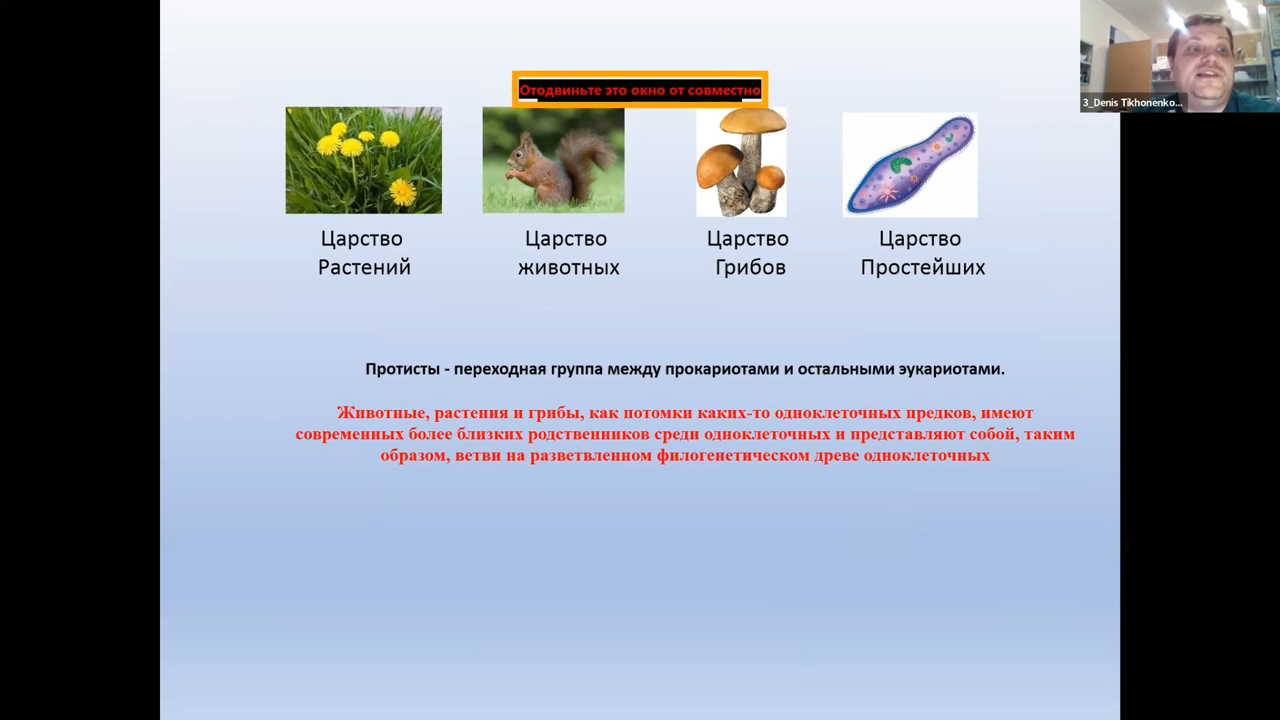 3_Denis Tikhonenko...
Отодвиньте это окно от совместно
Царство
Растений
Царство
животных
Царство
Грибов
Царство
Простейших
Протисты - переходная группа между прокариотами и остальными эукариотами.
Животные, растения и грибы, как потомки каких-то одноклеточных предков, имеют
современных более близких родственников среди одноклеточных и представляют собой, таким
образом, ветви на разветвленном филогенетическом древе одноклеточных